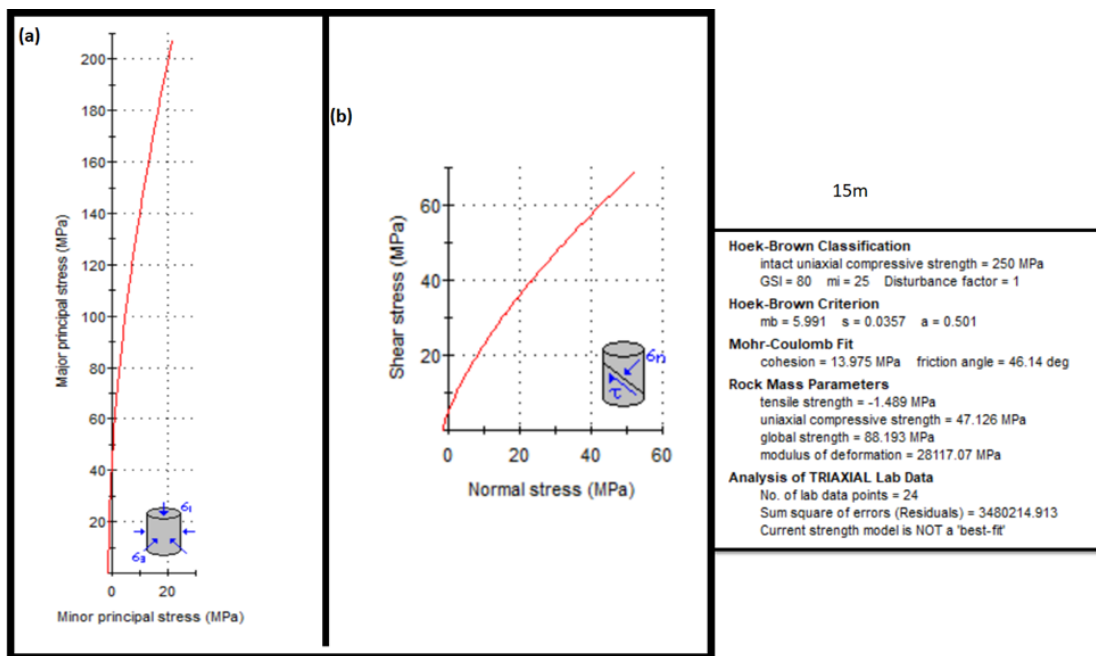 (a)
200
180
160
140
120
100
80
60
40
20
Major principal stress (MPa)
σ1
σ3
0 20
Minor principal stress (MPa)
(b)
60
40
20
Shear stress (MPa)
σn
τ
0 20 40 60
Normal stress (MPa)
15m
Hoek-Brown Classification
intact uniaxial compressive strength = 250 MPa
GSI = 80 mi = 25 Disturbance factor = 1
Hoek-Brown Criterion
mb = 5.991 s = 0.0357 a = 0.501
Mohr-Coulomb Fit
cohesion = 13.975 MPa friction angle = 46.14 deg
Rock Mass Parameters
tensile strength = -1.489 MPa
uniaxial compressive strength = 47.126 MPa
global strength = 88.193 MPa
modulus of deformation = 28117.07 MPa
Analysis of TRIAXIAL Lab Data
No. of lab data points = 24
Sum square of errors (Residuals) = 3480214.913
Current strength model is NOT a 'best-fit'